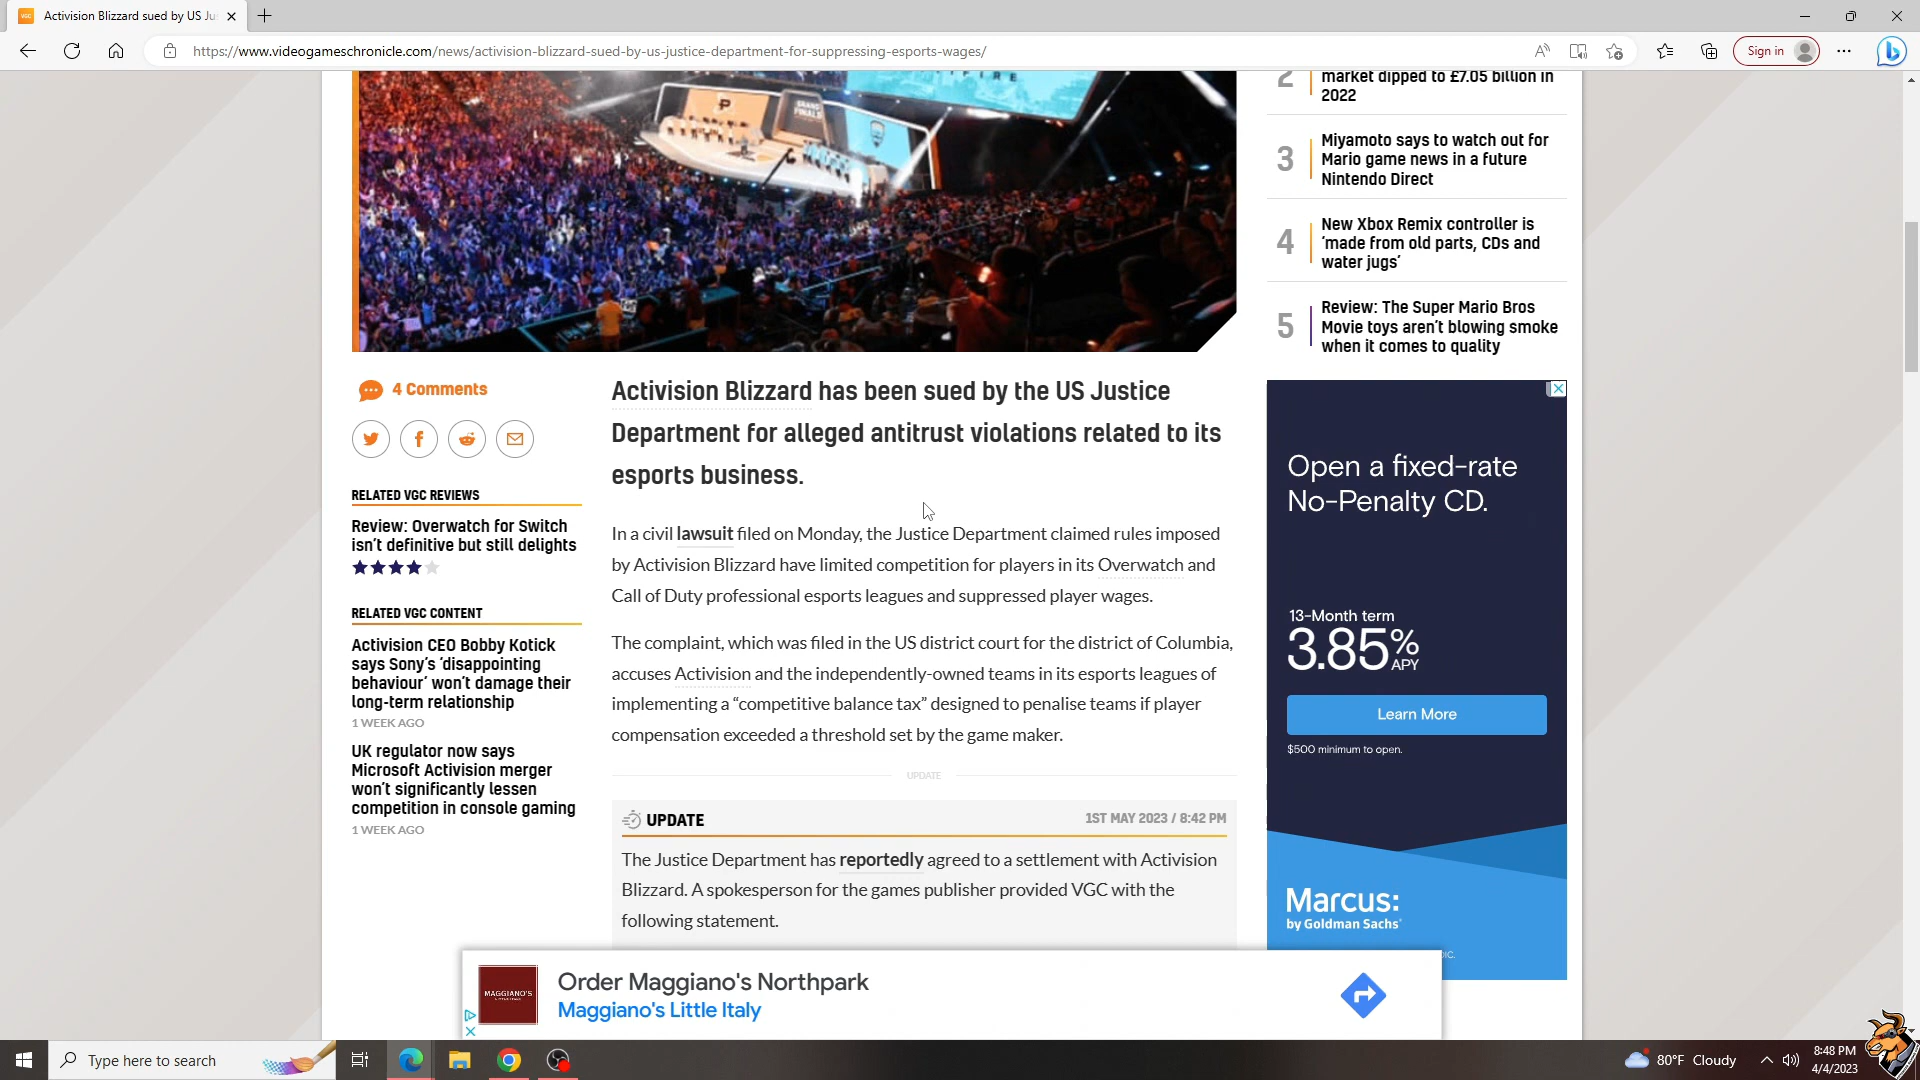 Activision Blizzard sued by US Ju
https://www.videogameschronicle.com/news/activision-blizzard-sued-by-us-justice-department-for-suppressing-esports-wages/
Sign in
GRAND
FINALS
FIRE
4 Comments
RELATED VGC REVIEWS
Review: Overwatch for Switch
isn't definitive but still delights
RELATED VGC CONTENT
Activision CEO Bobby Kotick
says Sony's 'disappointing
behaviour' won't damage their
long-term relationship
1 WEEK AGO
UK regulator now says
Microsoft Activision merger
won't significantly lessen
competition in console gaming
1 WEEK AGO
Activision Blizzard has been sued by the US Justice
Department for alleged antitrust violations related to its
esports business.
In a civil lawsuit filed on Monday, the Justice Department claimed rules imposed
by Activision Blizzard have limited competition for players in its Overwatch and
Call of Duty professional esports leagues and suppressed player wages.
The complaint, which was filed in the US district court for the district of Columbia,
accuses Activision and the independently-owned teams in its esports leagues of
implementing a “competitive balance tax” designed to penalise teams if player
compensation exceeded a threshold set by the game maker.
UPDATE
UPDATE
1ST MAY 2023 / 8:42 PM
The Justice Department has reportedly agreed to a settlement with Activision
Blizzard. A spokesperson for the games publisher provided VGC with the
following statement.
2
market dipped to £7.05 billion in
2022
3
Miyamoto says to watch out for
Mario game news in a future
Nintendo Direct
4
New Xbox Remix controller is
'made from old parts, CDs and
water jugs'
5
Review: The Super Mario Bros
Movie toys aren't blowing smoke
when it comes to quality
Open a fixed-rate
No-Penalty CD.
13-Month term
3.85% APY
Learn More
$500 minimum to open.
Marcus:
by Goldman Sachs®
DIC.
MAGGIANO'S
Order Maggiano's Northpark
Maggiano's Little Italy
Type here to search
80°F Cloudy
8:48 PM
4/4/2023